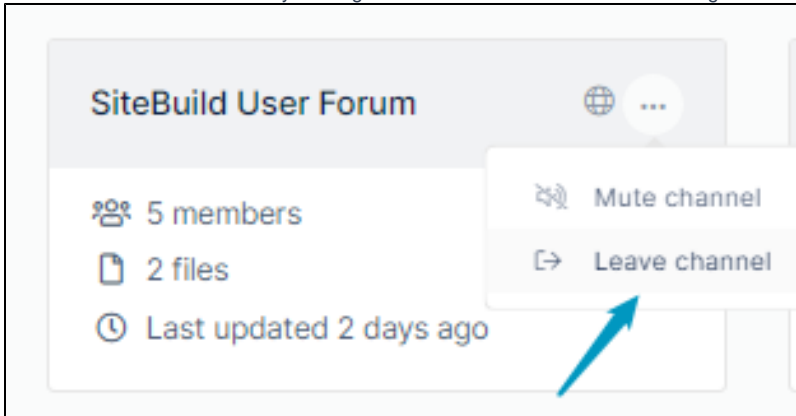 SiteBuild User Forum
5 members
2 files
Last updated 2 days ago
Mute channel
Leave channel